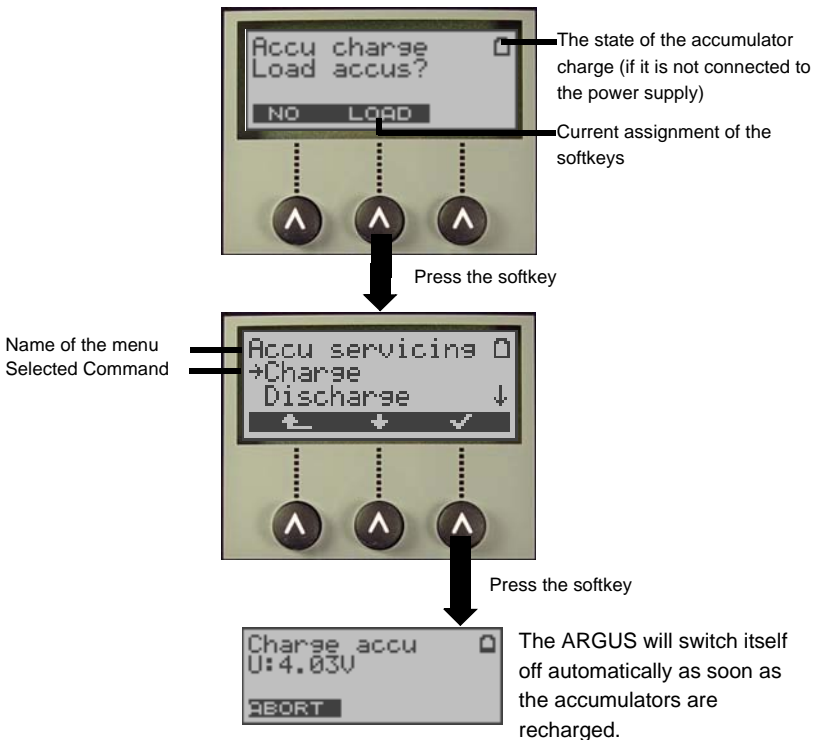 Accu charge
Load accus?
NO LOAD
The state of the accumulator
charge (if it is not connected to
the power supply)
Current assignment of the
softkeys
Press the softkey
Name of the menu
Selected Command
Accu servicing
→Charge
Discharge ↓
Press the softkey
Charge accu
U:4.03V
ABORT
The ARGUS will switch itself
off automatically as soon as
the accumulators are
recharged.